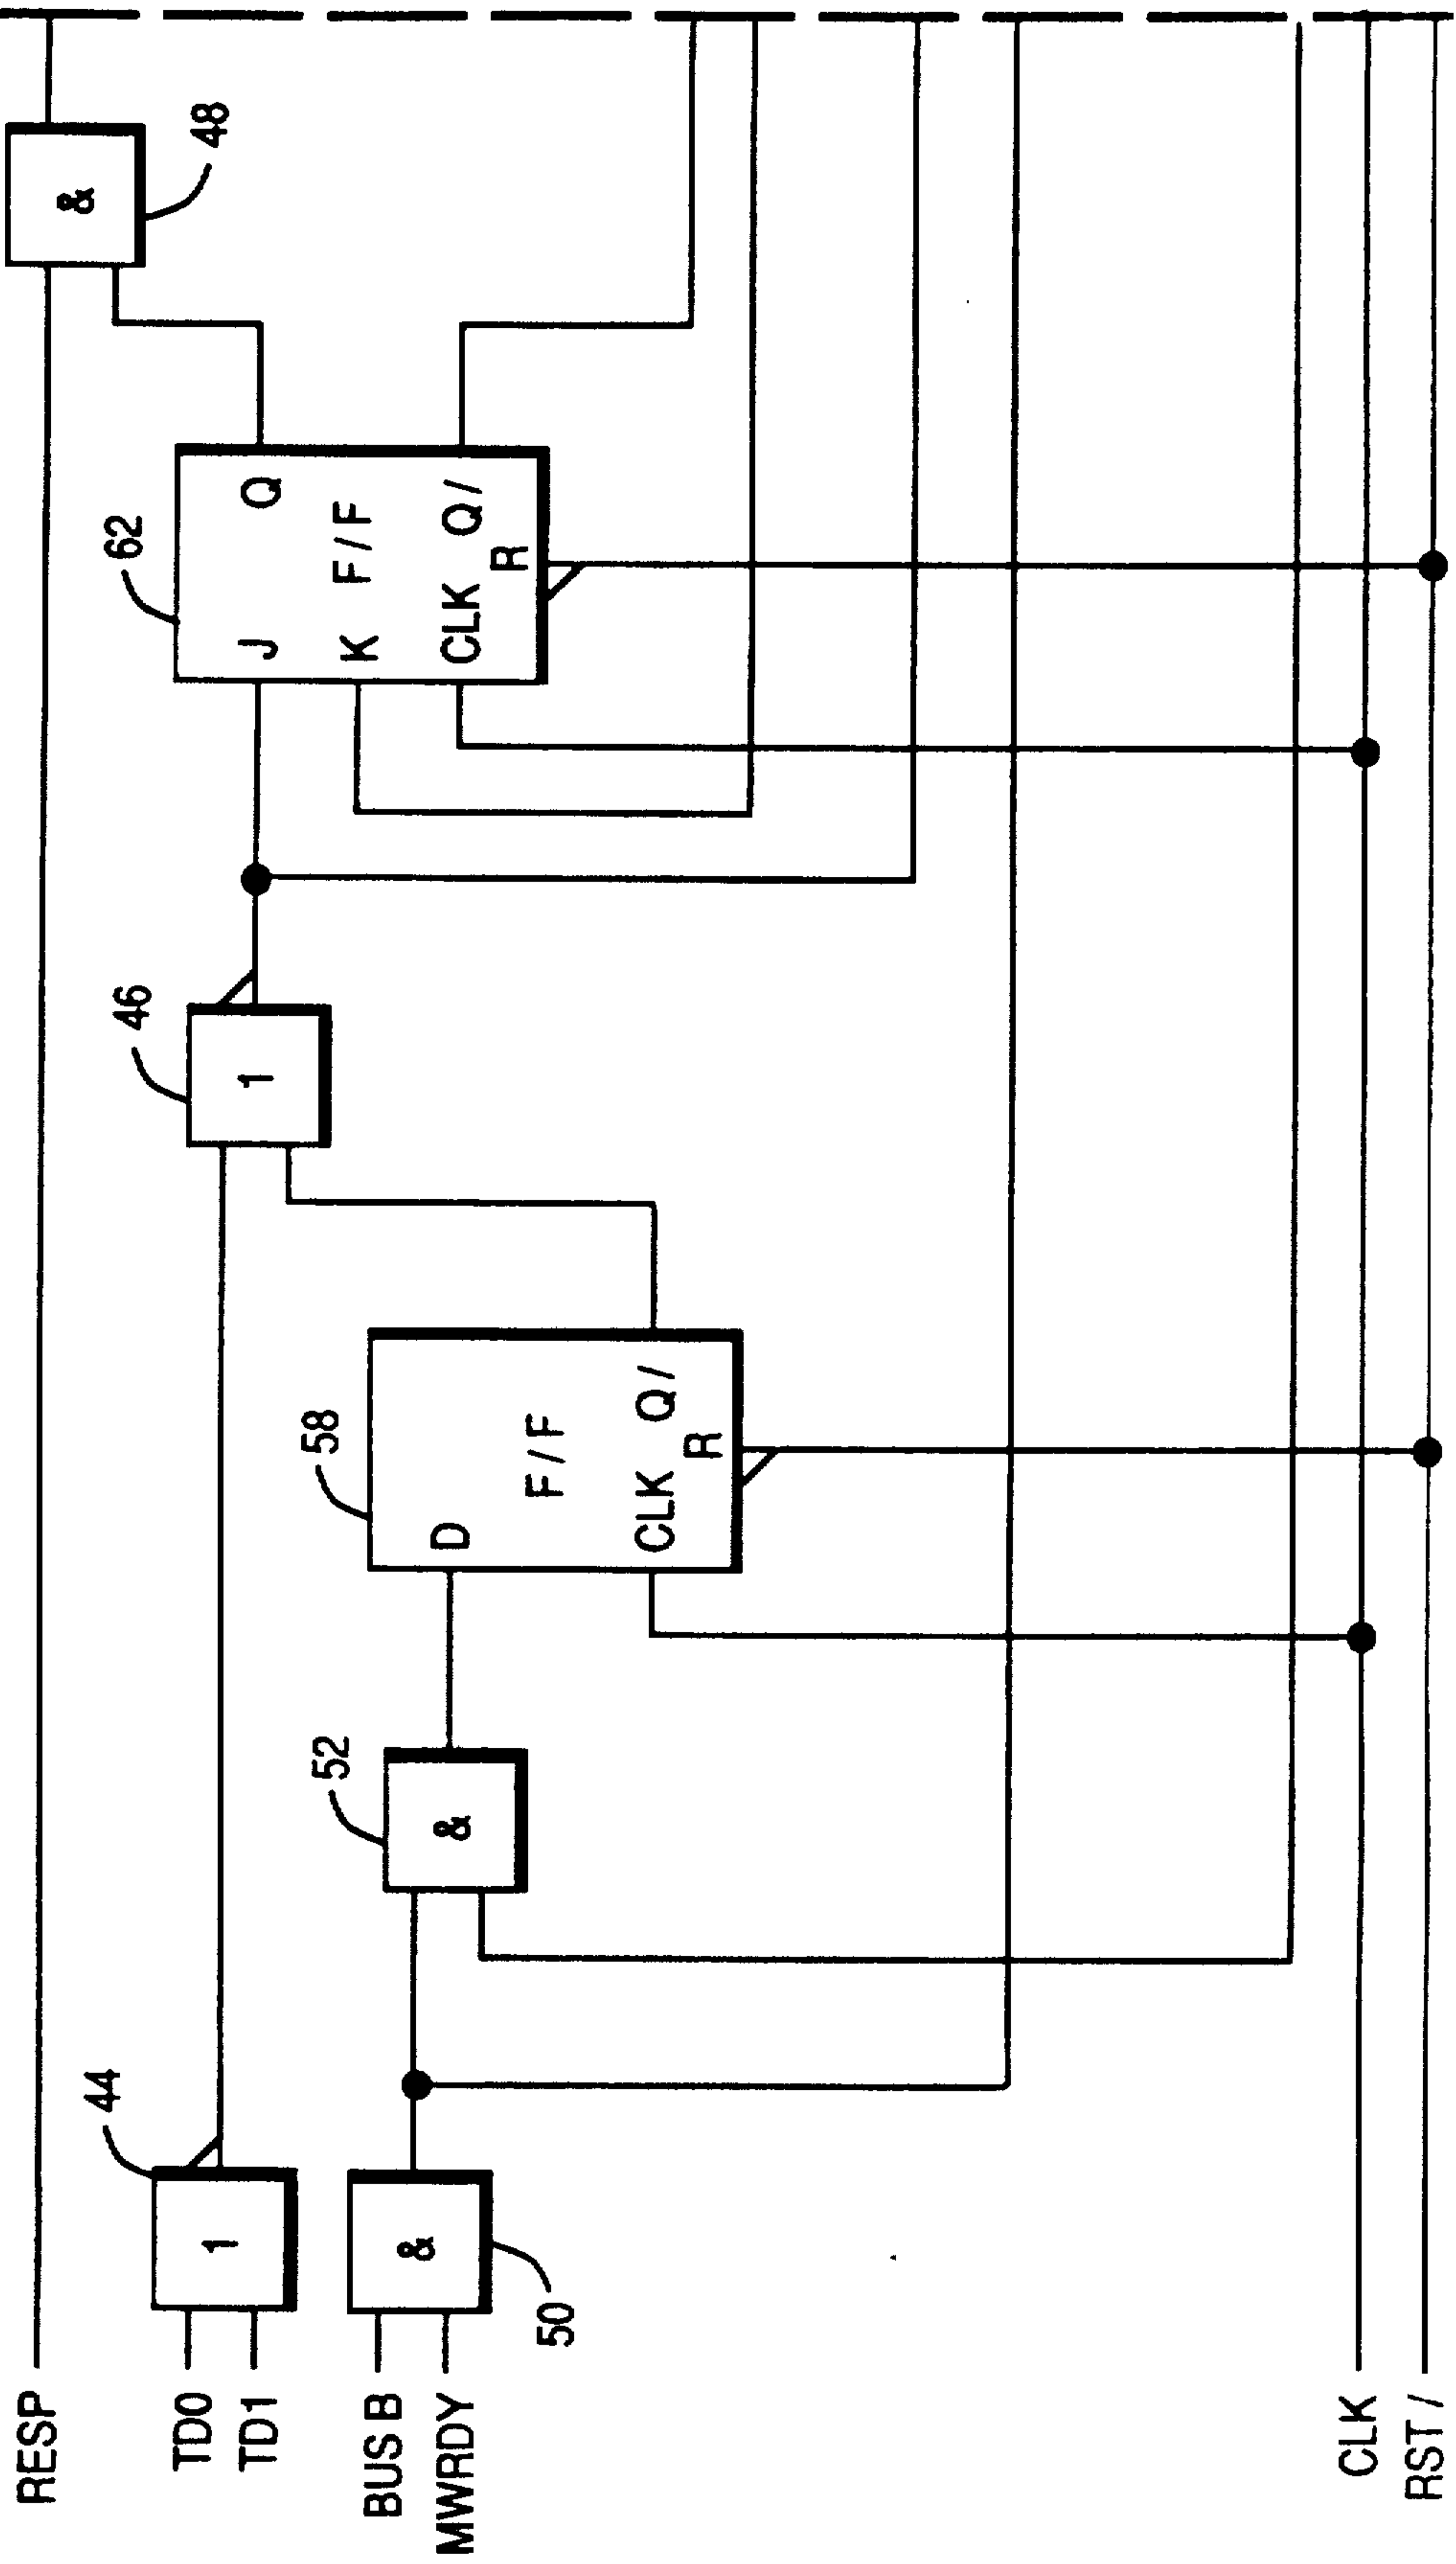 RESP
TD0
TD1
BUS B
MWRDY
CLK
RST/
44
1
&
50
52
&
58
D
F/F
CLK Q/
R
46
1
62
J Q
K F/F
CLK Q/
R
&
48